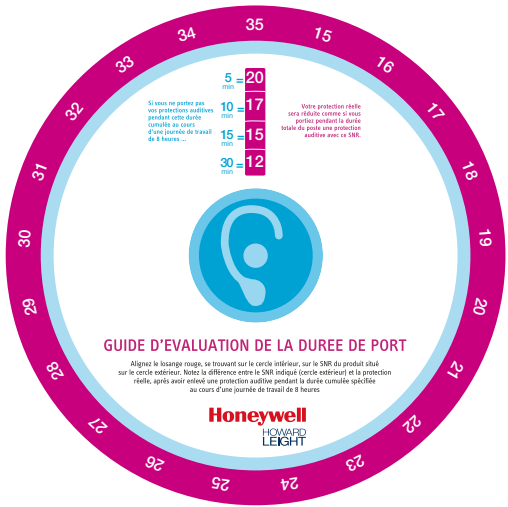 35
15
16
17
18
19
20
21
22
23
24
25
26
27
28
29
30
31
32
33
34
5 min = 20
10 min = 17
15 min = 15
30 min = 12
Si vous ne portez pas
vos protections auditives
pendant cette durée
cumulée au cours
d'une journée de travail
de 8 heures ...
Votre protection réelle
sera réduite comme si vous
portiez pendant la durée
totale du poste une protection
auditive avec ce SNR.
GUIDE D'EVALUATION DE LA DUREE DE PORT
Alignez le losange rouge, se trouvant sur le cercle intérieur, sur le SNR du produit situé
sur le cercle extérieur. Notez la différence entre le SNR indiqué (cercle extérieur) et la protection
réelle, après avoir enlevé une protection auditive pendant la durée cumulée spécifiée
au cours d'une journée de travail de 8 heures
Honeywell
HOWARD
LEIGHT